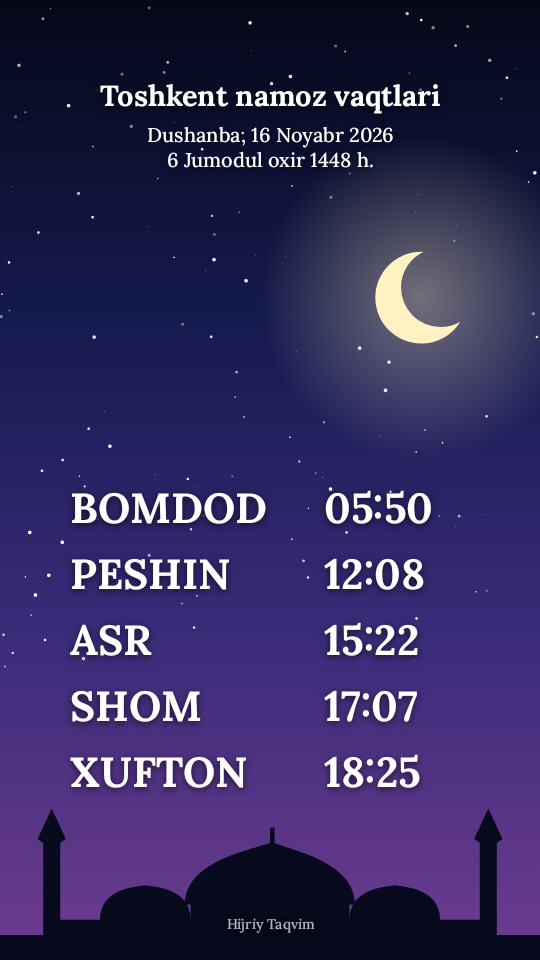 Toshkent namoz vaqtlari
Dushanba, 16 Noyabr 2026
6 Jumodul oxir 1448 h.
BOMDOD 05:50
PESHIN 12:08
ASR 15:22
SHOM 17:07
XUFTON 18:25
Hijriy Taqvim